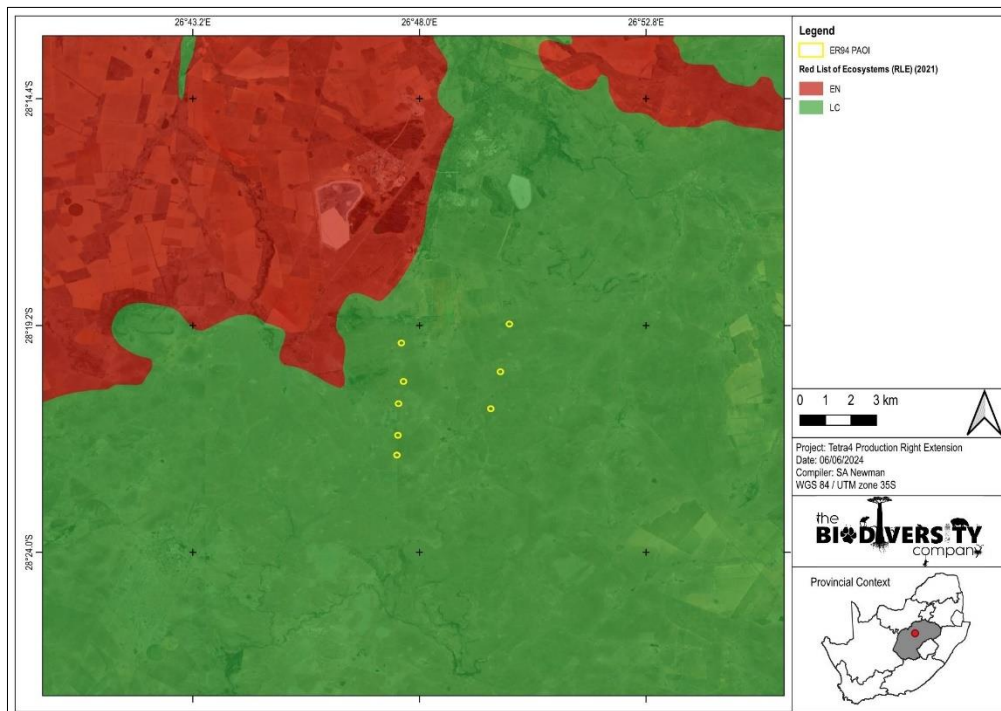 26°43.2'E 26°48.0'E 26°52.8'E
28°14.4'S
28°19.2'S
28°24.0'S
Legend
ER94 PAOI
Red List of Ecosystems (RLE) (2021)
EN
LC
0 1 2 3 km
Project: Tetra4 Production Right Extension
Date: 06/06/2024
Compiler: SA Newman
WGS 84 / UTM zone 35S
the
BIODIVERSITY
company
Provincial Context